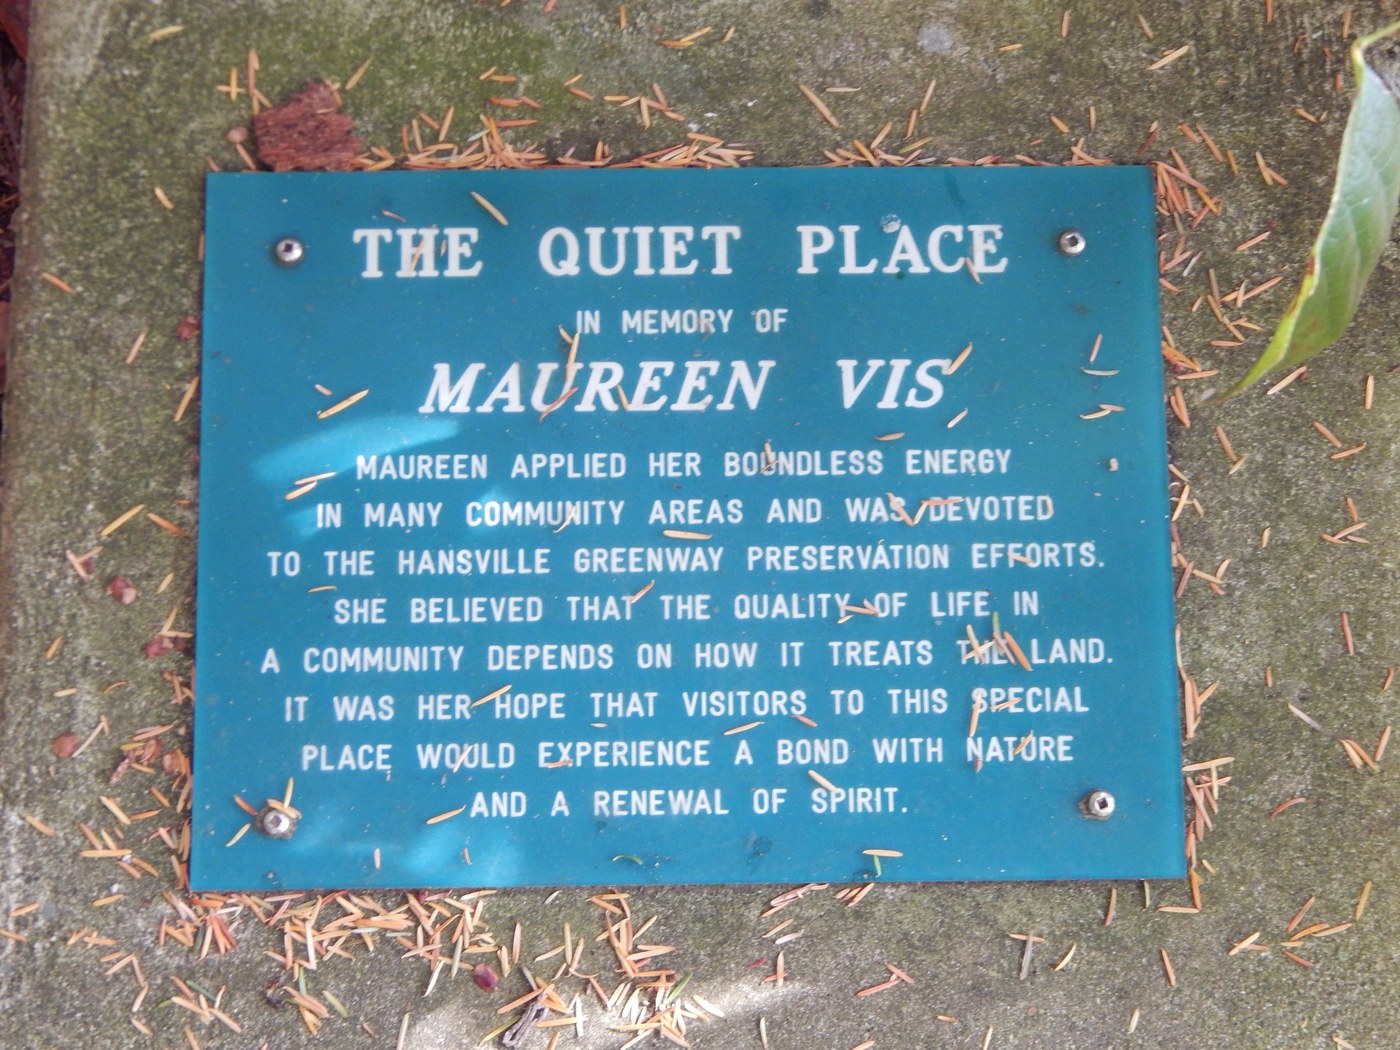 THE QUIET PLACE
IN MEMORY OF
MAUREEN VIS
MAUREEN APPLIED HER BOUNDLESS ENERGY
IN MANY COMMUNITY AREAS AND WAS DEVOTED
TO THE HANSVILLE GREENWAY PRESERVATION EFFORTS.
SHE BELIEVED THAT THE QUALITY OF LIFE IN
A COMMUNITY DEPENDS ON HOW IT TREATS THE LAND.
IT WAS HER HOPE THAT VISITORS TO THIS SPECIAL
PLACE WOULD EXPERIENCE A BOND WITH NATURE
AND A RENEWAL OF SPIRIT.